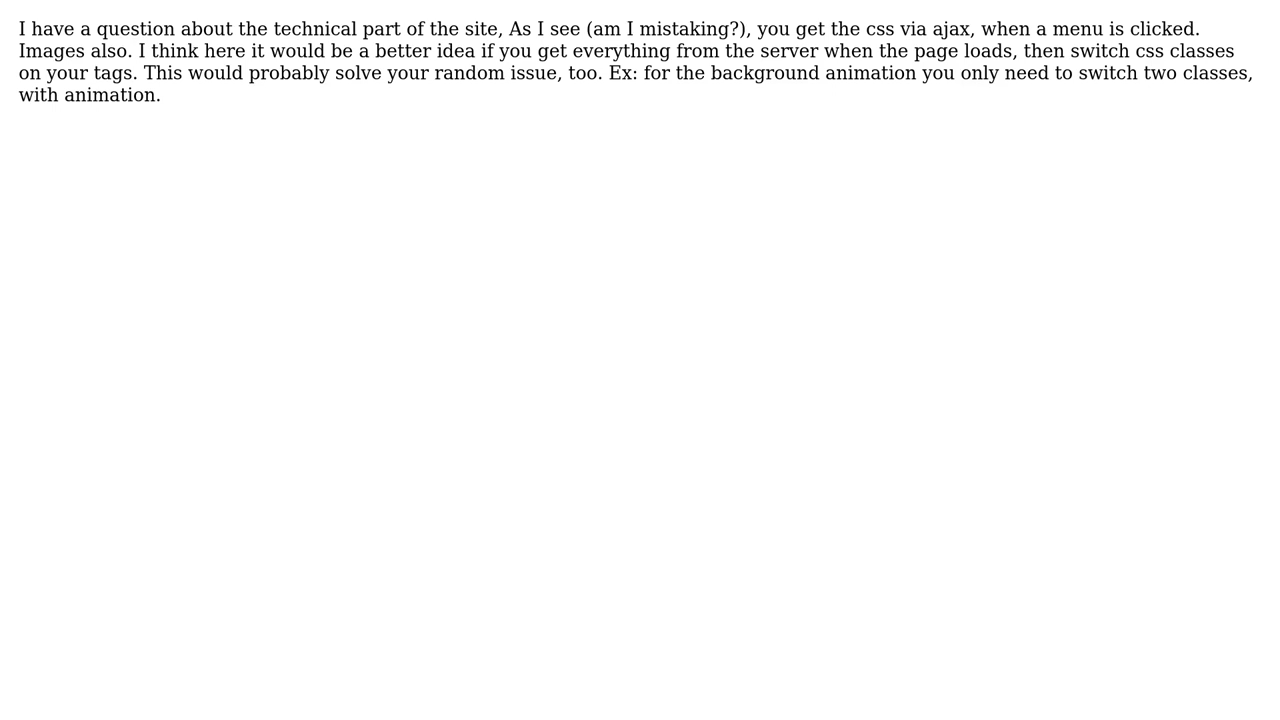 I have a question about the technical part of the site, As I see (am I mistaking?), you get the css via ajax, when a menu is clicked.
Images also. I think here it would be a better idea if you get everything from the server when the page loads, then switch css classes
on your tags. This would probably solve your random issue, too. Ex: for the background animation you only need to switch two classes,
with animation.